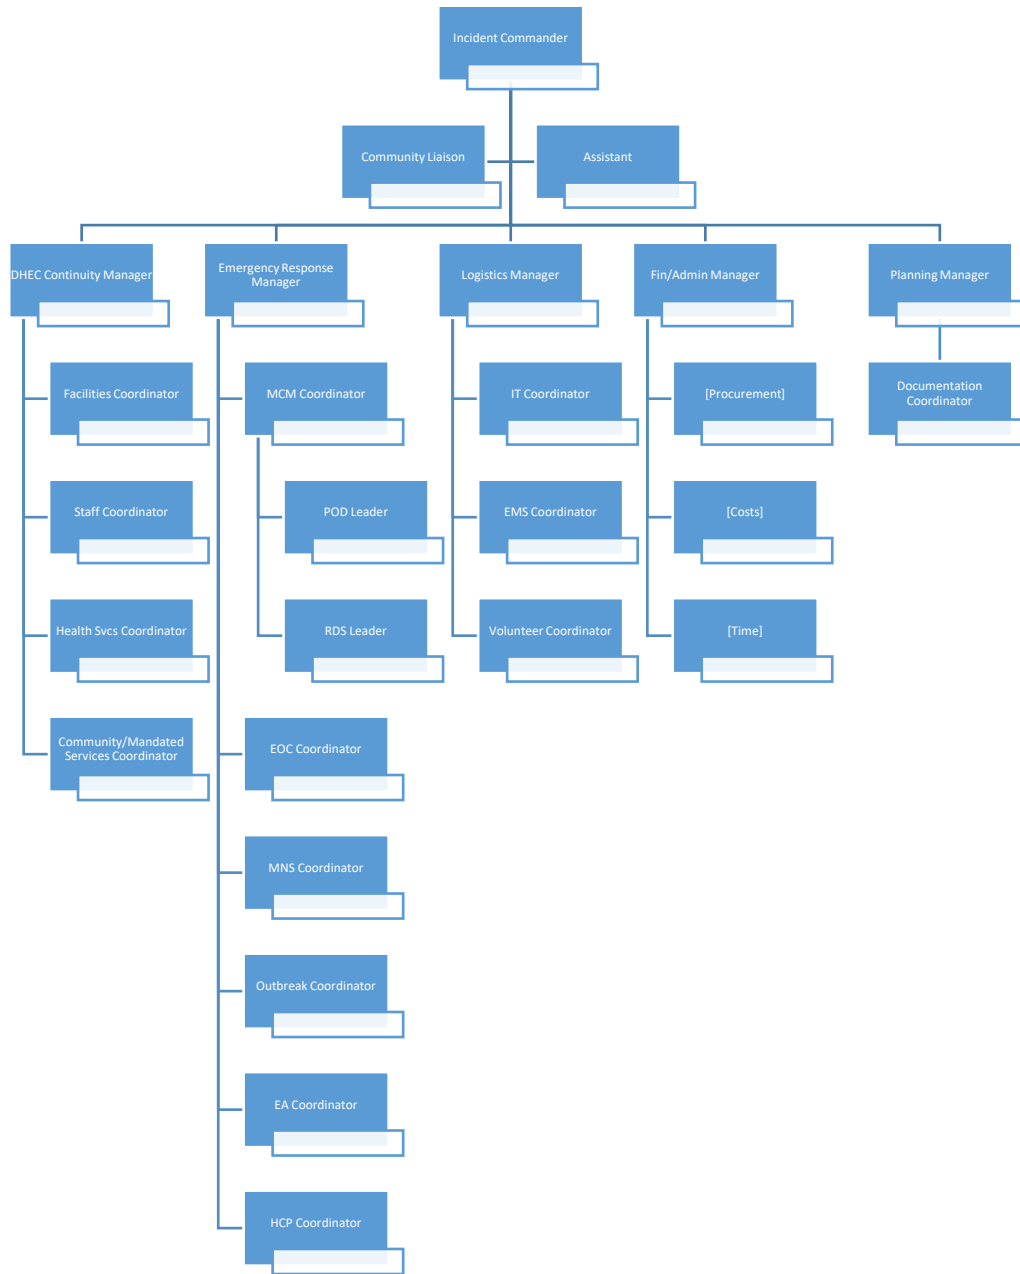 Incident Commander
Community Liaison
Assistant
DHEC Continuity Manager
Emergency Response
Manager
Logistics Manager
Fin/Admin Manager
Planning Manager
Facilities Coordinator
MCM Coordinator
IT Coordinator
[Procurement]
Documentation
Coordinator
Staff Coordinator
POD Leader
EMS Coordinator
[Costs]
Health Svcs Coordinator
RDS Leader
Volunteer Coordinator
[Time]
Community/Mandated
Services Coordinator
EOC Coordinator
MNS Coordinator
Outbreak Coordinator
EA Coordinator
HCP Coordinator